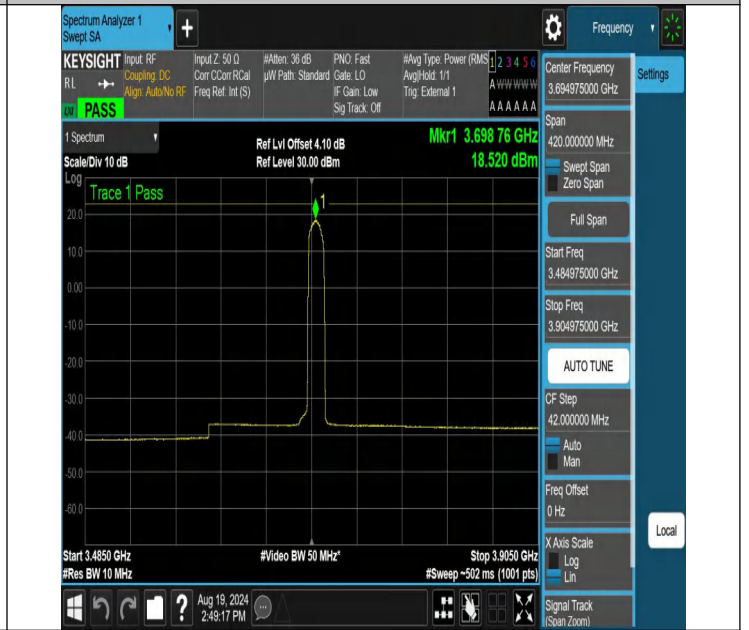 Spectrum Analyzer 1
Swept SA
+
Frequency
KEYSIGHT
RL
PASS
Input: RF
Coupling: DC
Align: Auto/No RF
Input Z: 50 Ω
Corr CCorr RCal
Freq Ref: Int (S)
#Atten: 36 dB
µW Path: Standard
PNO: Fast
Gate: LO
IF Gain: Low
Sig Track: Off
#Avg Type: Power (RMS
Avg|Hold: 1/1
Trig: External 1
1 2 3 4 5 6
A W W W W W
A A A A A A
1 Spectrum
Scale/Div 10 dB
Ref Lvl Offset 4.10 dB
Ref Level 30.00 dBm
Mkr1 3.698 76 GHz
18.520 dBm
Log
Trace 1 Pass
1
20.0
10.0
0.00
-10.0
-20.0
-30.0
-40.0
-50.0
-60.0
Start 3.4850 GHz
#Res BW 10 MHz
#Video BW 50 MHz*
Stop 3.9050 GHz
#Sweep ~502 ms (1001 pts)
Center Frequency
3.694975000 GHz
Settings
Span
420.000000 MHz
Swept Span
Zero Span
Full Span
Start Freq
3.484975000 GHz
Stop Freq
3.904975000 GHz
AUTO TUNE
CF Step
42.000000 MHz
Auto
Man
Freq Offset
0 Hz
X Axis Scale
Log
Lin
Local
Signal Track
(Span Zoom)
?
Aug 19, 2024
2:49:17 PM